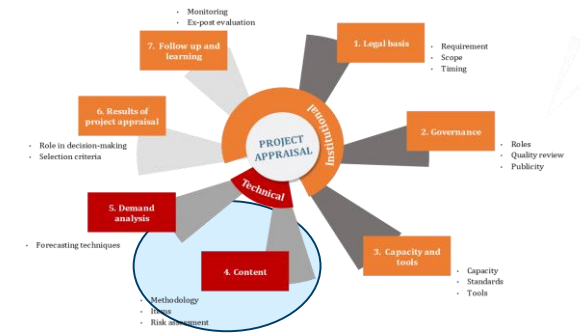 · Monitoring
· Ex-post evaluation
7. Follow up and
learning
1. Legal basis
· Requirement
· Scope
· Timing
6. Results of
project appraisal
· Role in decision-making
· Selection criteria
Institutional
PROJECT
APPRAISAL
2. Governance
· Roles
· Quality review
· Publicity
Technical
5. Demand
analysis
· Forecasting techniques
3. Capacity and
tools
· Capacity
· Standards
· Tools
4. Content
· Methodology
· Items
· Risk assessment